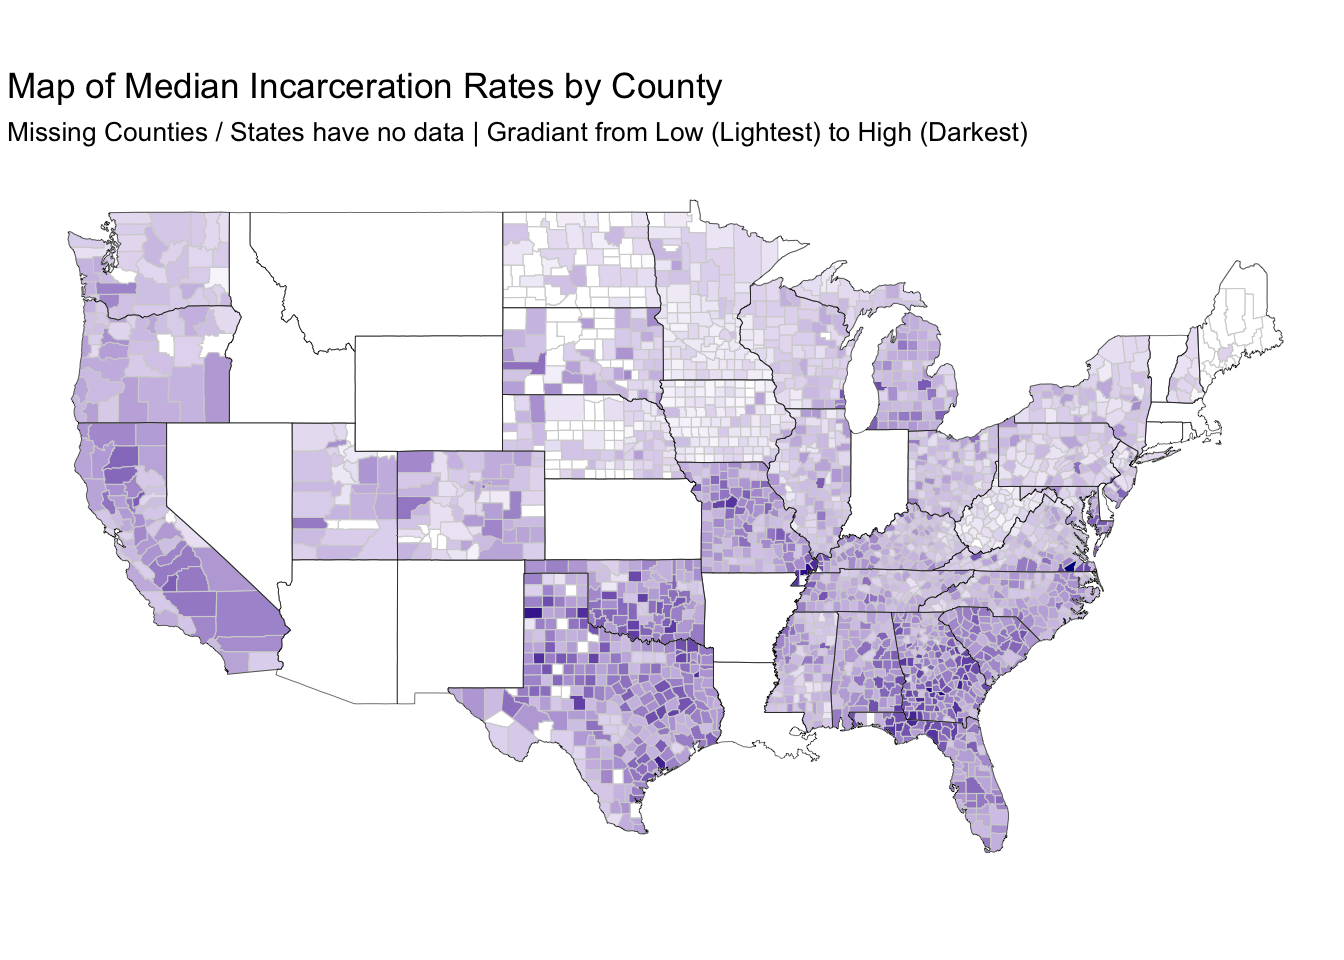 Map of Median Incarceration Rates by County
Missing Counties / States have no data | Gradiant from Low (Lightest) to High (Darkest)